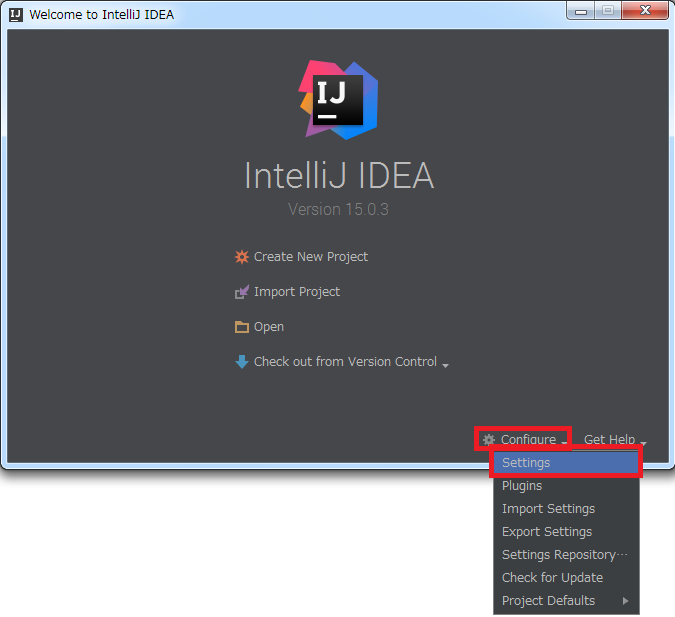 Welcome to IntelliJ IDEA
IJ
IntelliJ IDEA
Version 15.0.3
Create New Project
Import Project
Open
Check out from Version Control
Configure
Get Help
Settings
Plugins
Import Settings
Export Settings
Settings Repository…
Check for Update
Project Defaults